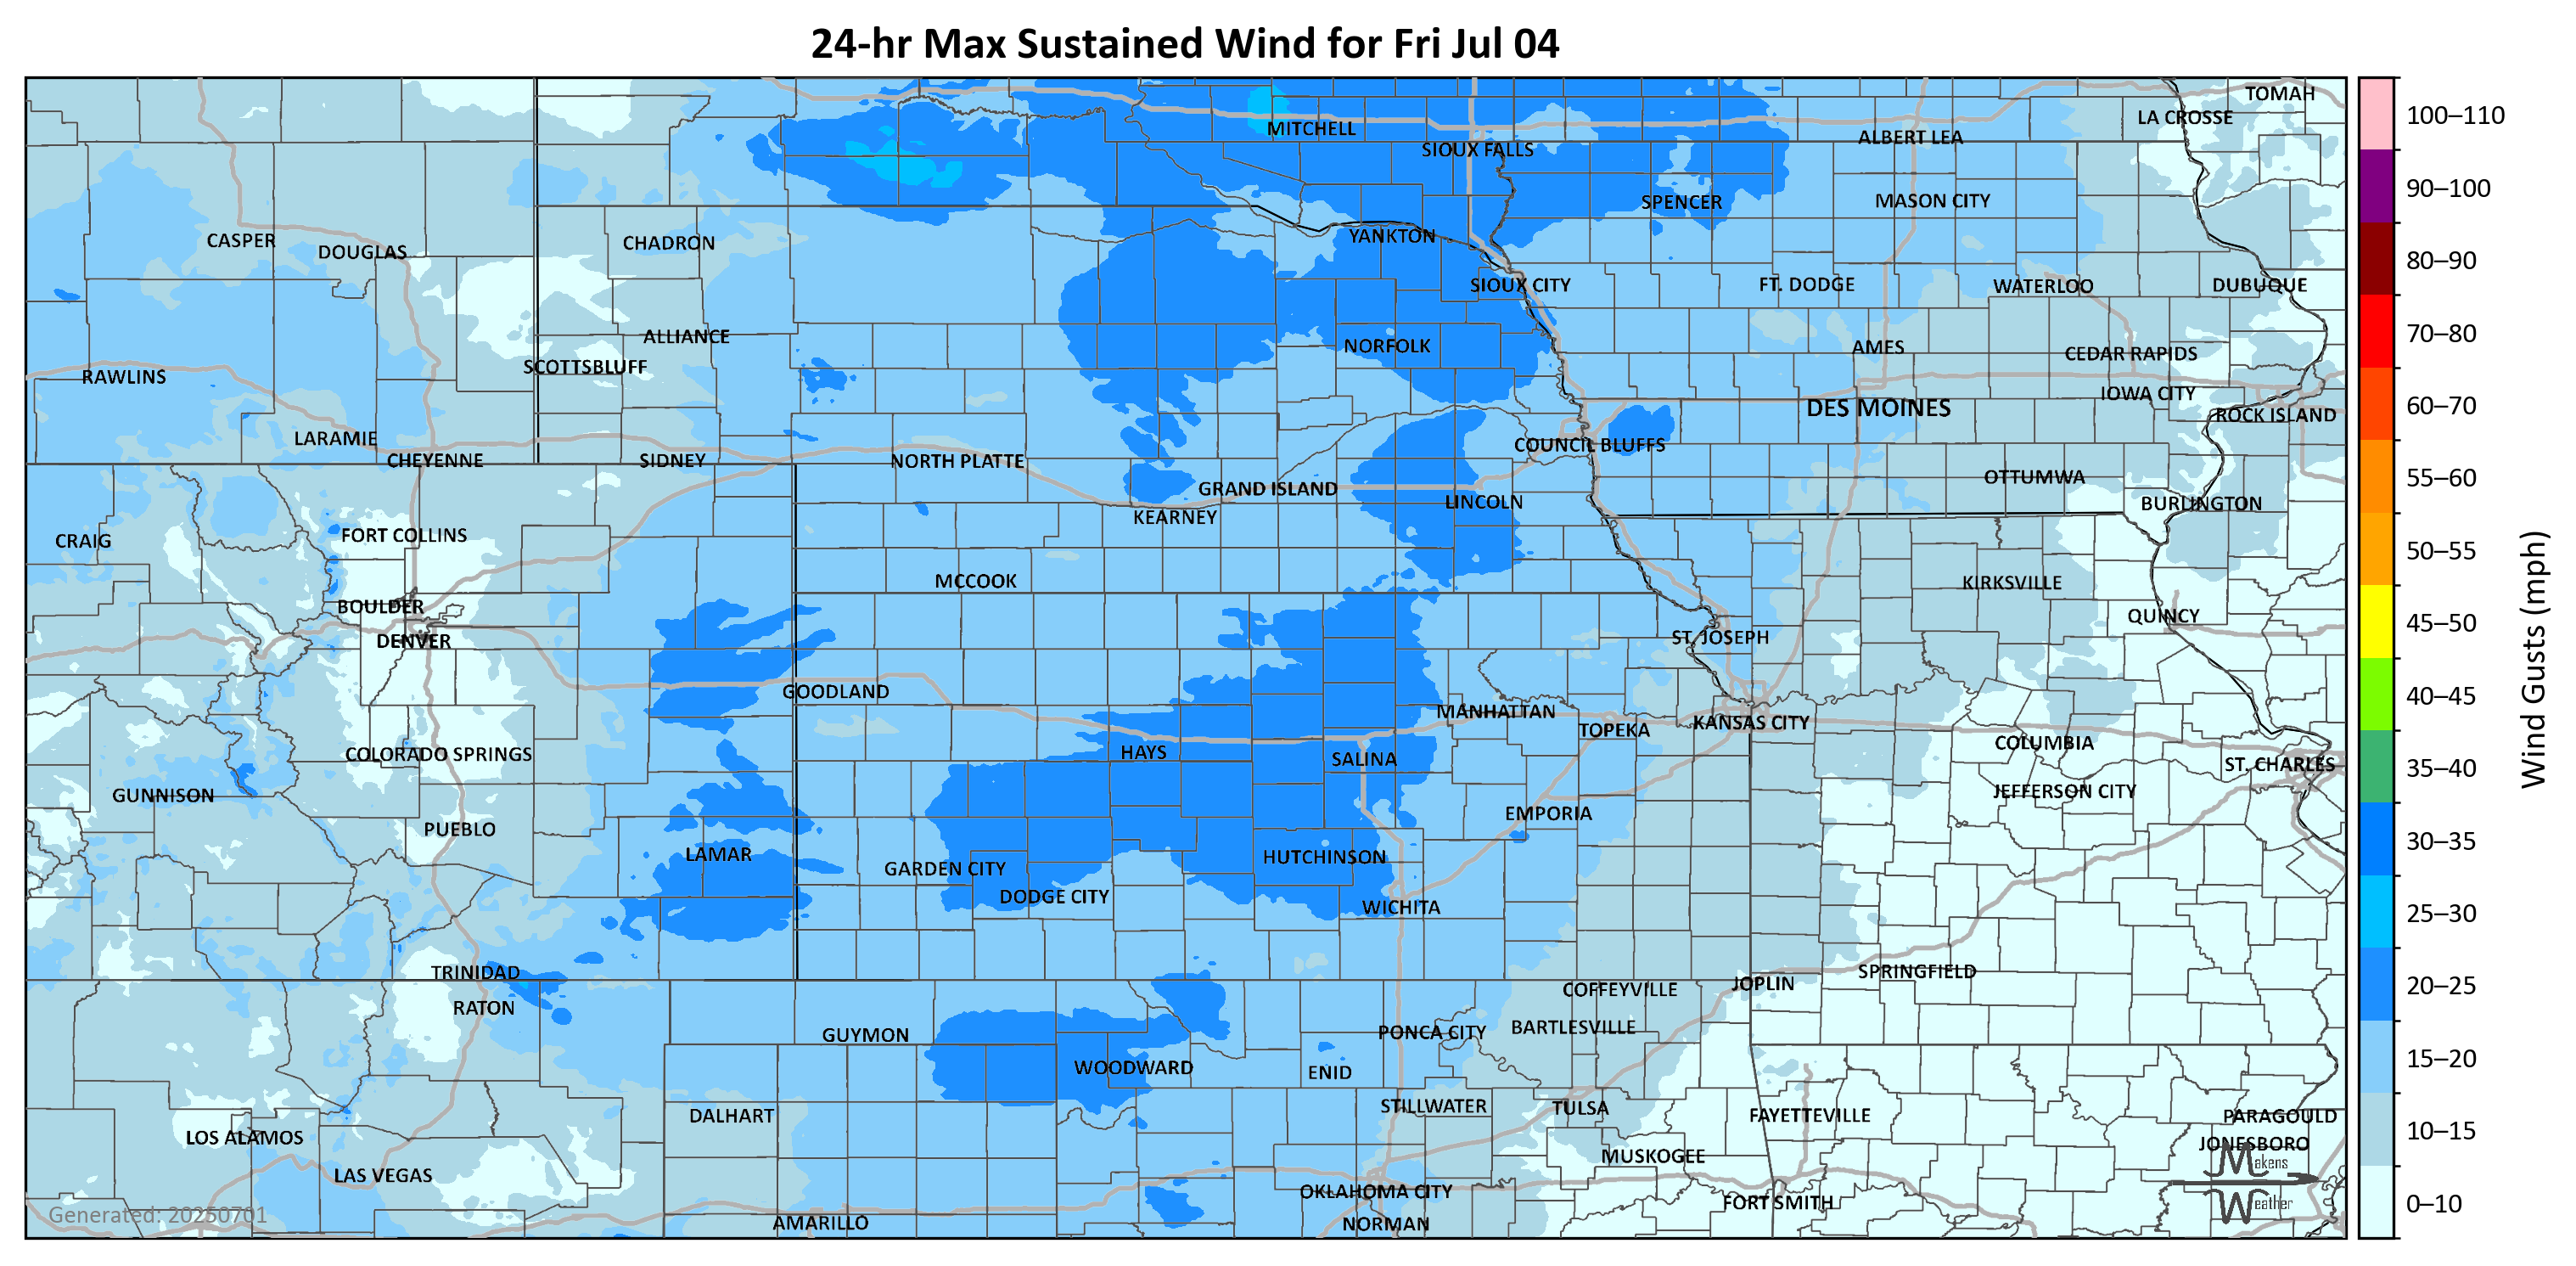 24-hr Max Sustained Wind for Fri Jul 04
TOMAH
LA CROSSE
MITCHELL
ALBERT LEA
SIOUX FALLS
SPENCER
MASON CITY
CASPER
DOUGLAS
CHADRON
YANKTON
SIOUX CITY
FT. DODGE
WATERLOO
DUBUQUE
ALLIANCE
NORFOLK
AMES
CEDAR RAPIDS
SCOTTSBLUFF
RAWLINS
IOWA CITY
DES MOINES
ROCK ISLAND
LARAMIE
COUNCIL BLUFFS
CHEYENNE
SIDNEY
NORTH PLATTE
OTTUMWA
GRAND ISLAND
LINCOLN
BURLINGTON
KEARNEY
FORT COLLINS
CRAIG
MCCOOK
KIRKSVILLE
BOULDER
QUINCY
DENVER
ST. JOSEPH
GOODLAND
MANHATTAN
TOPEKA
KANSAS CITY
COLUMBIA
COLORADO SPRINGS
HAYS
SALINA
ST. CHARLES
GUNNISON
JEFFERSON CITY
EMPORIA
PUEBLO
LAMAR
HUTCHINSON
GARDEN CITY
DODGE CITY
WICHITA
TRINIDAD
SPRINGFIELD
JOPLIN
COFFEYVILLE
RATON
GUYMON
PONCA CITY
BARTLESVILLE
WOODWARD
ENID
DALHART
STILLWATER
TULSA
FAYETTEVILLE
PARAGOULD
LOS ALAMOS
JONESBORO
MUSKOGEE
LAS VEGAS
OKLAHOMA CITY
FORT SMITH
AMARILLO
NORMAN
Generated: 20250701
Makens
Weather
100–110
90–100
80–90
70–80
60–70
55–60
50–55
45–50
40–45
35–40
30–35
25–30
20–25
15–20
10–15
0–10
Wind Gusts (mph)